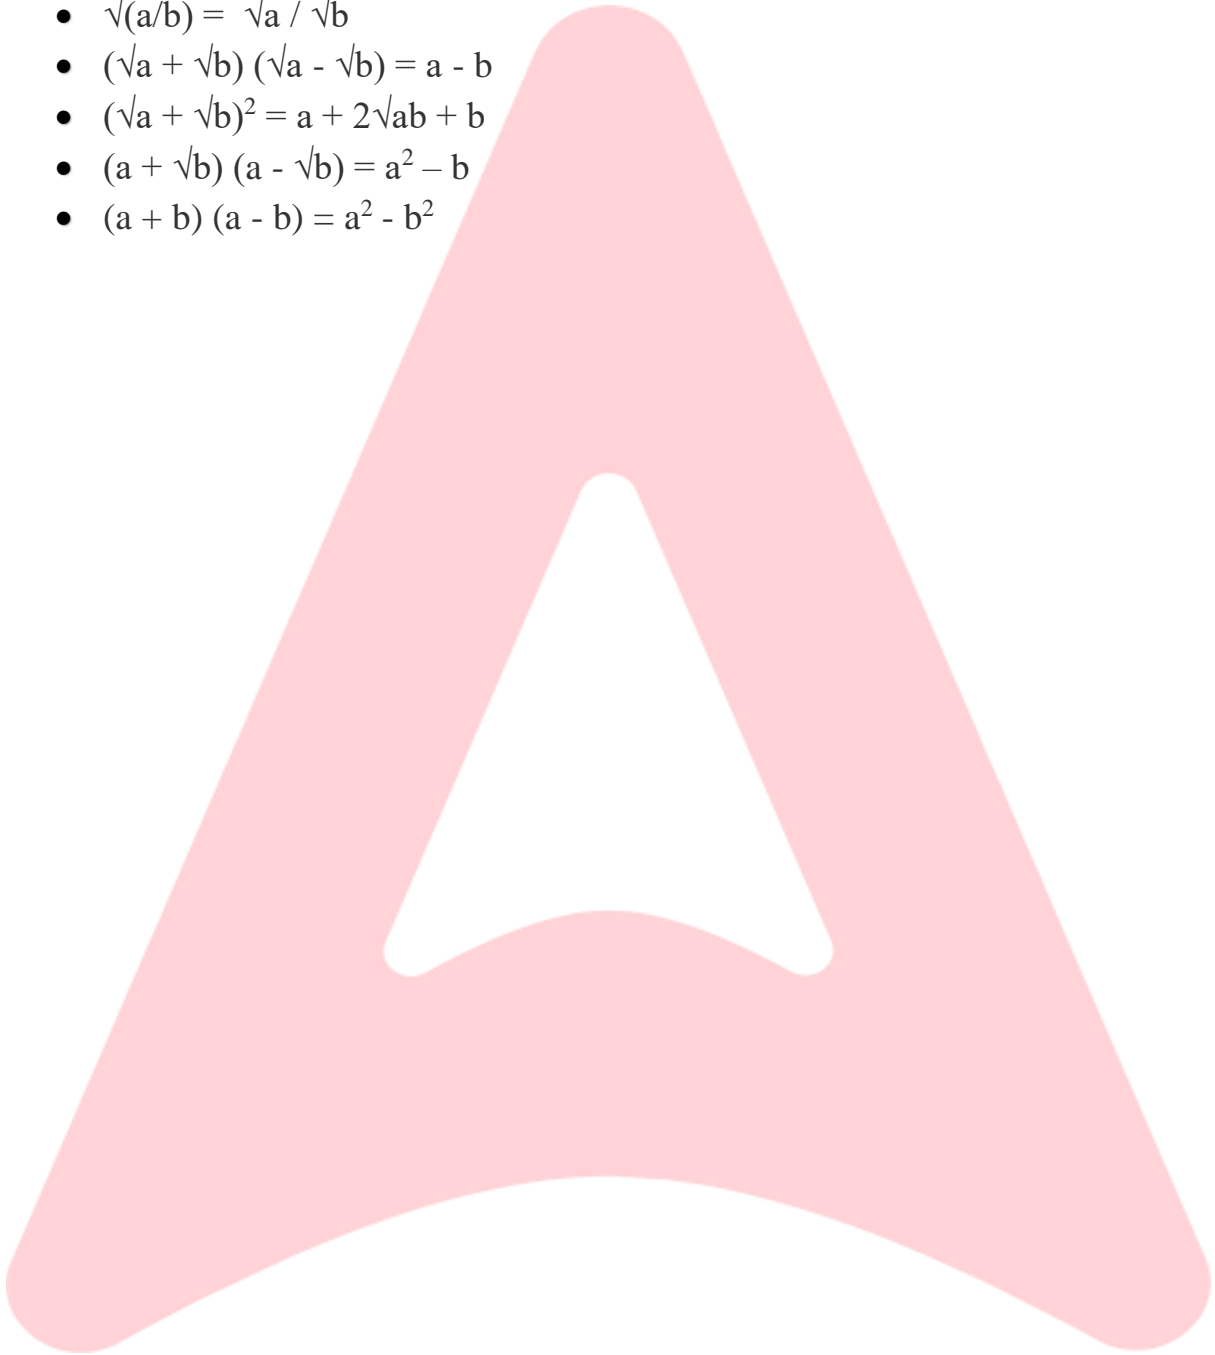 • √(a/b) =  √a / √b
• (√a + √b) (√a - √b) = a - b
• (√a + √b)² = a + 2√ab + b
• (a + √b) (a - √b) = a² – b
• (a + b) (a - b) = a² - b²